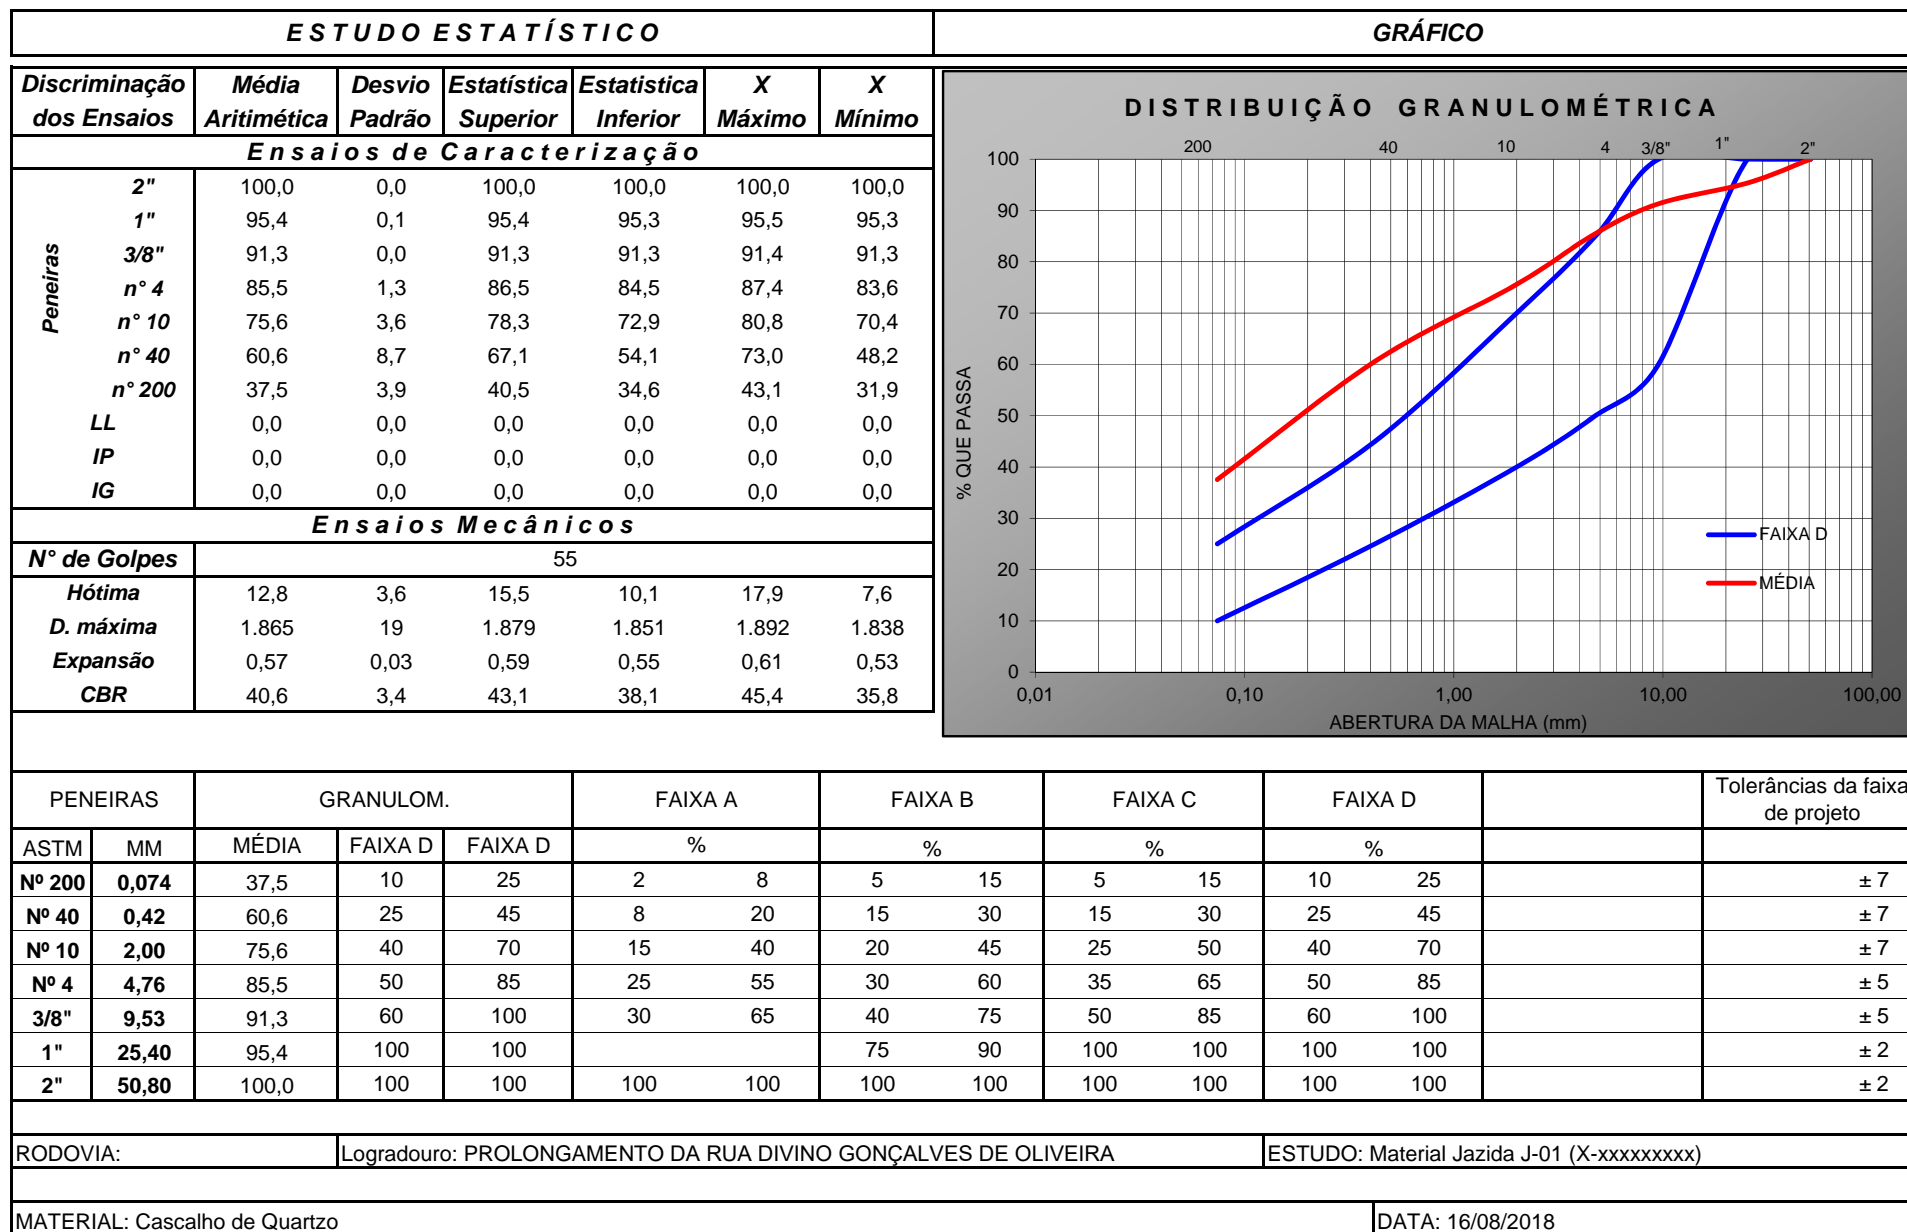 ESTUDO ESTATÍSTICO
GRÁFICO
Discriminação dos Ensaios	Média Aritimética	Desvio Padrão	Estatística Superior	Estatistica Inferior	X Máximo	X Mínimo
Ensaios de Caracterização
Peneiras
2"	100,0	0,0	100,0	100,0	100,0	100,0
1"	95,4	0,1	95,4	95,3	95,5	95,3
3/8"	91,3	0,0	91,3	91,3	91,4	91,3
n° 4	85,5	1,3	86,5	84,5	87,4	83,6
n° 10	75,6	3,6	78,3	72,9	80,8	70,4
n° 40	60,6	8,7	67,1	54,1	73,0	48,2
n° 200	37,5	3,9	40,5	34,6	43,1	31,9
LL	0,0	0,0	0,0	0,0	0,0	0,0
IP	0,0	0,0	0,0	0,0	0,0	0,0
IG	0,0	0,0	0,0	0,0	0,0	0,0
Ensaios Mecânicos
N° de Golpes	55
Hótima	12,8	3,6	15,5	10,1	17,9	7,6
D. máxima	1.865	19	1.879	1.851	1.892	1.838
Expansão	0,57	0,03	0,59	0,55	0,61	0,53
CBR	40,6	3,4	43,1	38,1	45,4	35,8
DISTRIBUIÇÃO GRANULOMÉTRICA
200	40	10	4	3/8"	1"	2"
100
90
80
70
60
50
40
30
20
10
0
% QUE PASSA
FAIXA D
MÉDIA
0,01	0,10	1,00	10,00	100,00
ABERTURA DA MALHA (mm)
PENEIRAS	GRANULOM.	FAIXA A	FAIXA B	FAIXA C	FAIXA D	Tolerâncias da faixa de projeto
ASTM	MM	MÉDIA	FAIXA D	FAIXA D	%	%	%	%
Nº 200	0,074	37,5	10	25	2	8	5	15	5	15	10	25	± 7
Nº 40	0,42	60,6	25	45	8	20	15	30	15	30	25	45	± 7
Nº 10	2,00	75,6	40	70	15	40	20	45	25	50	40	70	± 7
Nº 4	4,76	85,5	50	85	25	55	30	60	35	65	50	85	± 5
3/8"	9,53	91,3	60	100	30	65	40	75	50	85	60	100	± 5
1"	25,40	95,4	100	100	75	90	100	100	100	100	± 2
2"	50,80	100,0	100	100	100	100	100	100	100	100	100	100	± 2
RODOVIA:	Logradouro: PROLONGAMENTO DA RUA DIVINO GONÇALVES DE OLIVEIRA	ESTUDO: Material Jazida J-01 (X-xxxxxxxxx)
MATERIAL: Cascalho de Quartzo	DATA: 16/08/2018